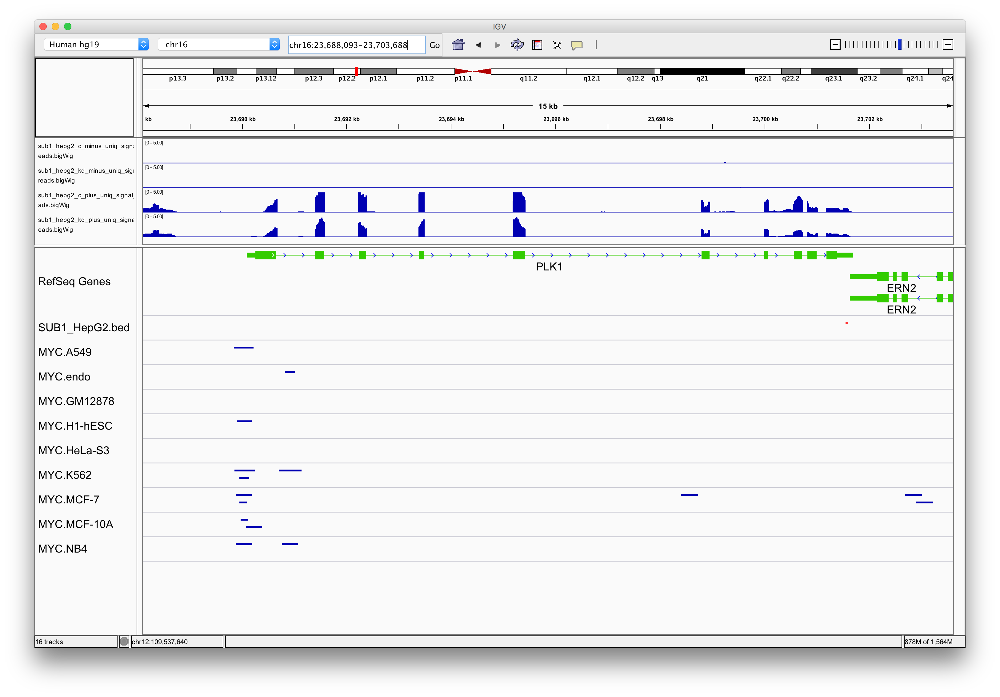 IGV
Human hg19 chr16 chr16:23,688,093-23,703,688 Go
p13.3 p13.2 p13.12 p12.3 p12.2 p12.1 p11.2 p11.1 q11.2 q12.1 q12.2 q13 q21 q22.1 q22.2 q23.1 q23.2 q24.1 q24
15 kb
kb 23,690 kb 23,692 kb 23,694 kb 23,696 kb 23,698 kb 23,700 kb 23,702 kb
sub1_hepg2_c_minus_uniq_signa [0 - 5.00]
eads.bigWig
sub1_hepg2_kd_minus_uniq_sig [0 - 5.00]
reads.bigWig
sub1_hepg2_c_plus_uniq_signal_ [0 - 5.00]
ads.bigWig
sub1_hepg2_kd_plus_uniq_signa [0 - 5.00]
eads.bigWig
PLK1
RefSeq Genes
ERN2
ERN2
SUB1_HepG2.bed
MYC.A549
MYC.endo
MYC.GM12878
MYC.H1-hESC
MYC.HeLa-S3
MYC.K562
MYC.MCF-7
MYC.MCF-10A
MYC.NB4
16 tracks chr12:109,537,640 878M of 1,564M